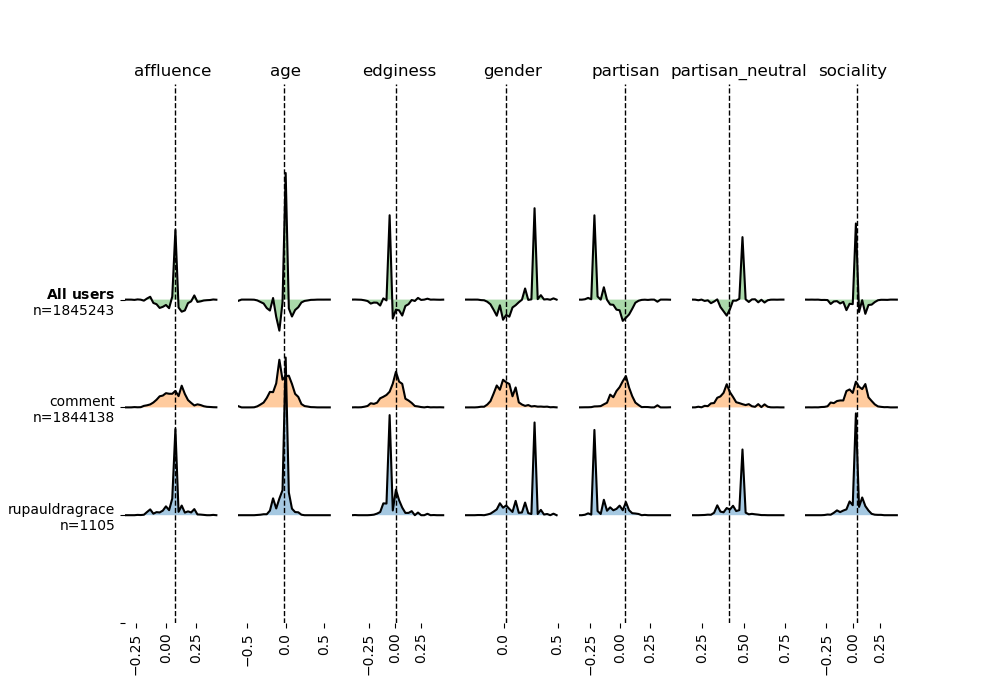 affluence age edginess gender partisan partisan_neutral sociality
All users
n=1845243
comment
n=1844138
rupauldragrace
n=1105
−0.25 0.00 0.25 −0.5 0.0 0.5 −0.25 0.00 0.25 0.0 0.5 −0.25 0.00 0.25 0.25 0.50 0.75 −0.25 0.00 0.25